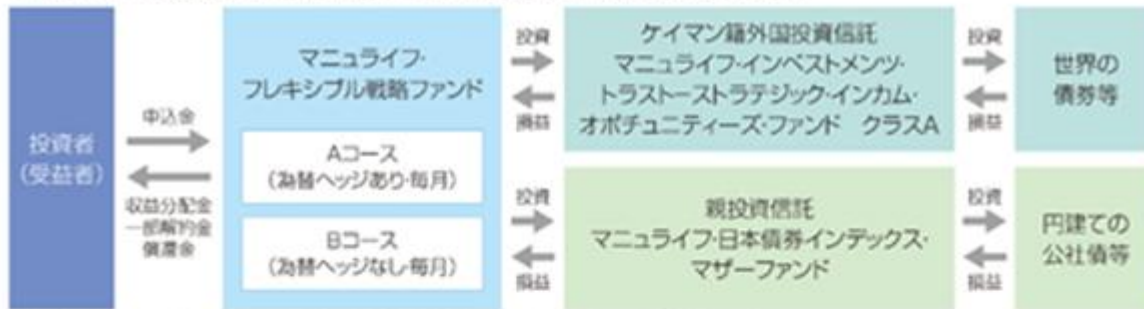 投資者
(受益者)
申込金
収益分配金
一部解約金
償還金
マニュライフ・
フレキシブル戦略ファンド
Aコース
(為替ヘッジあり・毎月)
Bコース
(為替ヘッジなし・毎月)
投資
損益
ケイマン籍外国投資信託
マニュライフ・インベストメンツ・
トラストーストラテジック・インカム・
オポチュニティーズ・ファンド クラスA
投資
損益
世界の
債券等
投資
損益
親投資信託
マニュライフ・日本債券インデックス・
マザーファンド
投資
損益
円建ての
公社債等